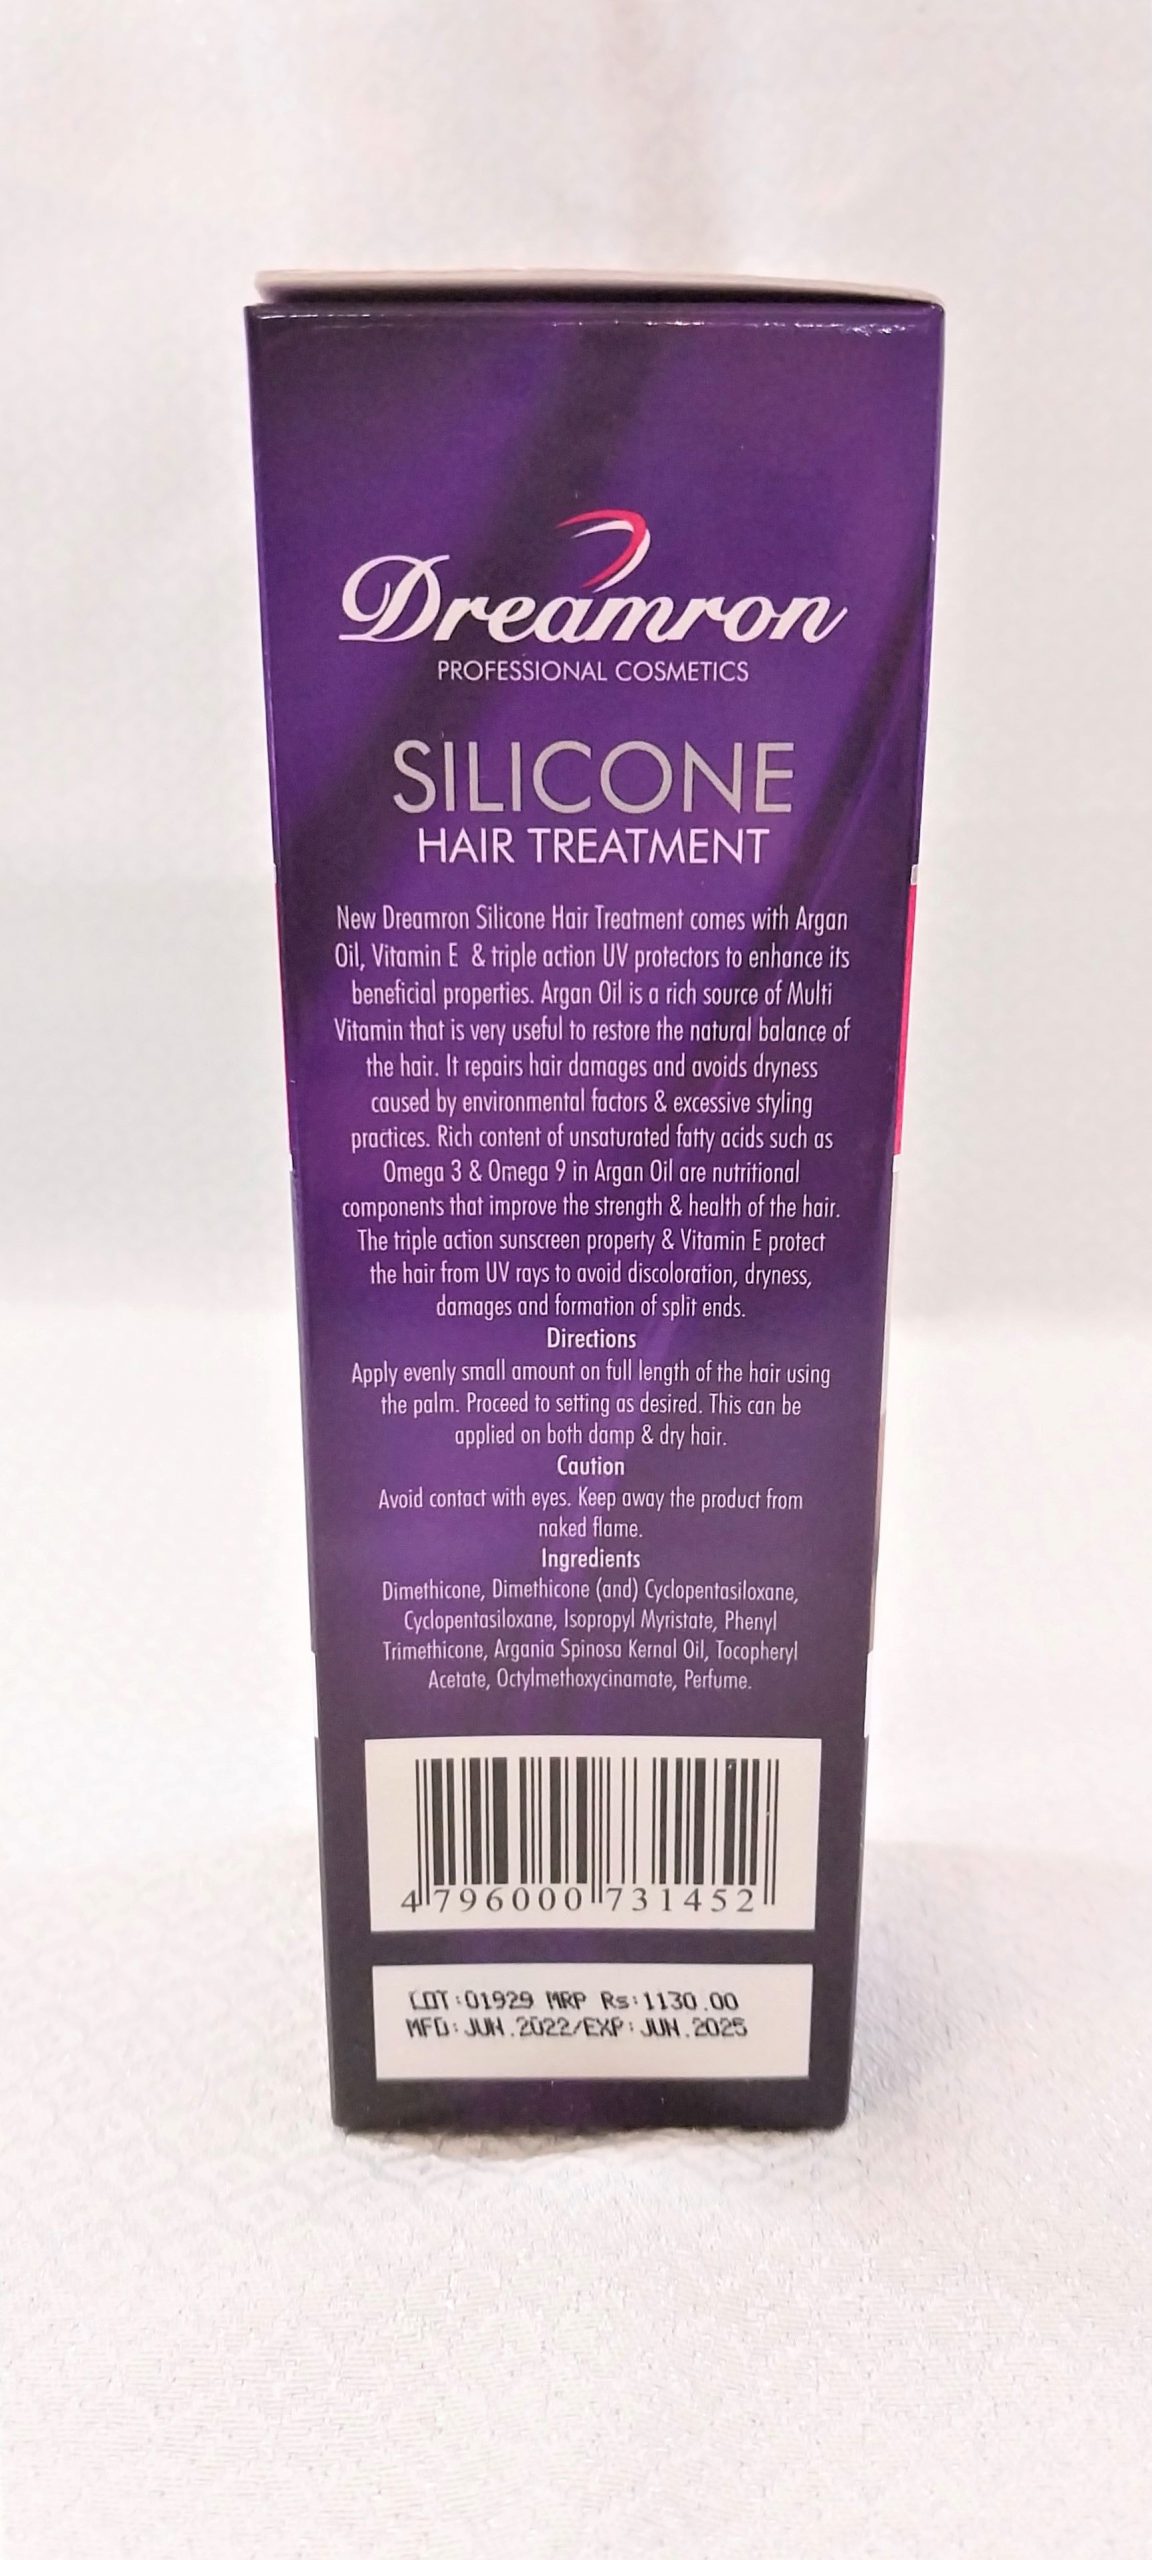 Dreamron
PROFESSIONAL COSMETICS
SILICONE
HAIR TREATMENT
New Dreamron Silicone Hair Treatment comes with Argan
Oil, Vitamin E & triple action UV protectors to enhance its
beneficial properties. Argan Oil is a rich source of Multi
Vitamin that is very useful to restore the natural balance of
the hair. It repairs hair damages and avoids dryness
caused by environmental factors & excessive styling
practices. Rich content of unsaturated fatty acids such as
Omega 3 & Omega 9 in Argan Oil are nutritional
components that improve the strength & health of the hair.
The triple action sunscreen property & Vitamin E protect
the hair from UV rays to avoid discoloration, dryness,
damages and formation of split ends.
Directions
Apply evenly small amount on full length of the hair using
the palm. Proceed to setting as desired. This can be
applied on both damp & dry hair.
Caution
Avoid contact with eyes. Keep away the product from
naked flame.
Ingredients
Dimethicone, Dimethicone (and) Cyclopentasiloxane,
Cyclopentasiloxane, Isopropyl Myristate, Phenyl
Trimethicone, Argania Spinosa Kernal Oil, Tocopheryl
Acetate, Octylmethoxycinamate, Perfume.
4 796000 731452
LOT:01929 MRP Rs:1130.00
MFD:JUN.2022/EXP:JUN.2025